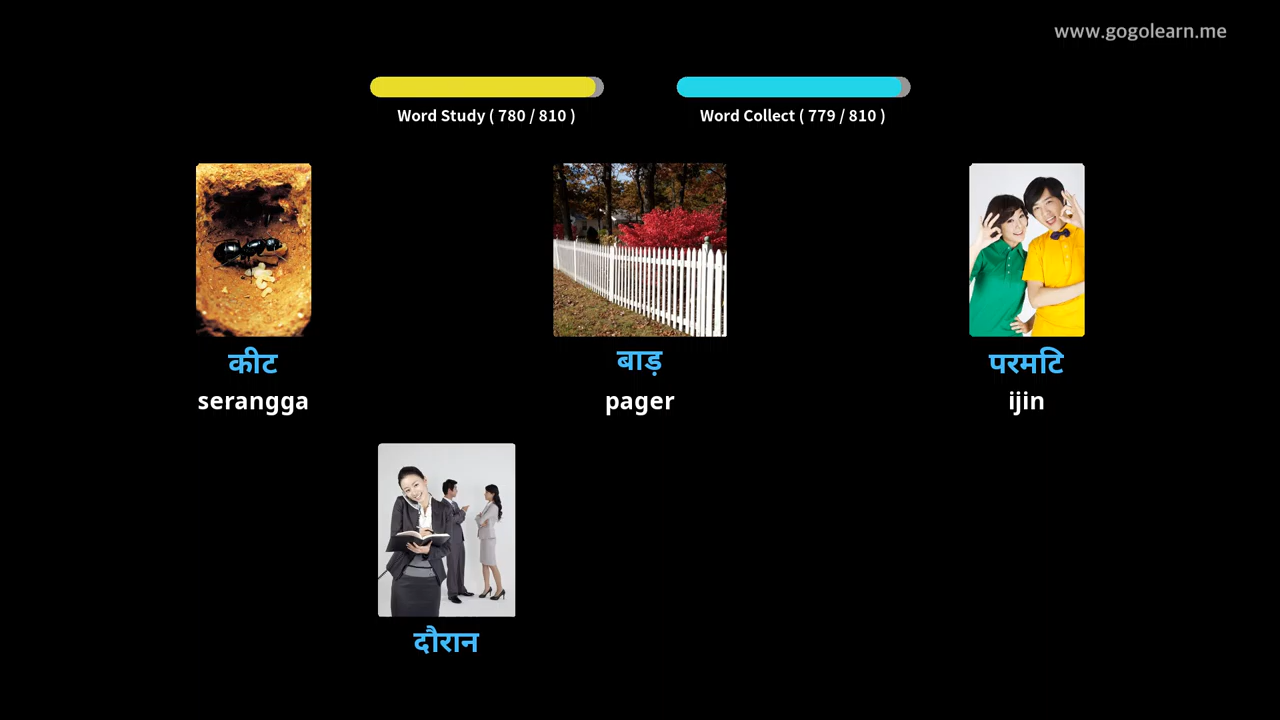 www.gogolearn.me
Word Study ( 780 / 810 )
Word Collect ( 779 / 810 )
कीट
बाड़
परमिट
serangga
pager
ijin
दौरान